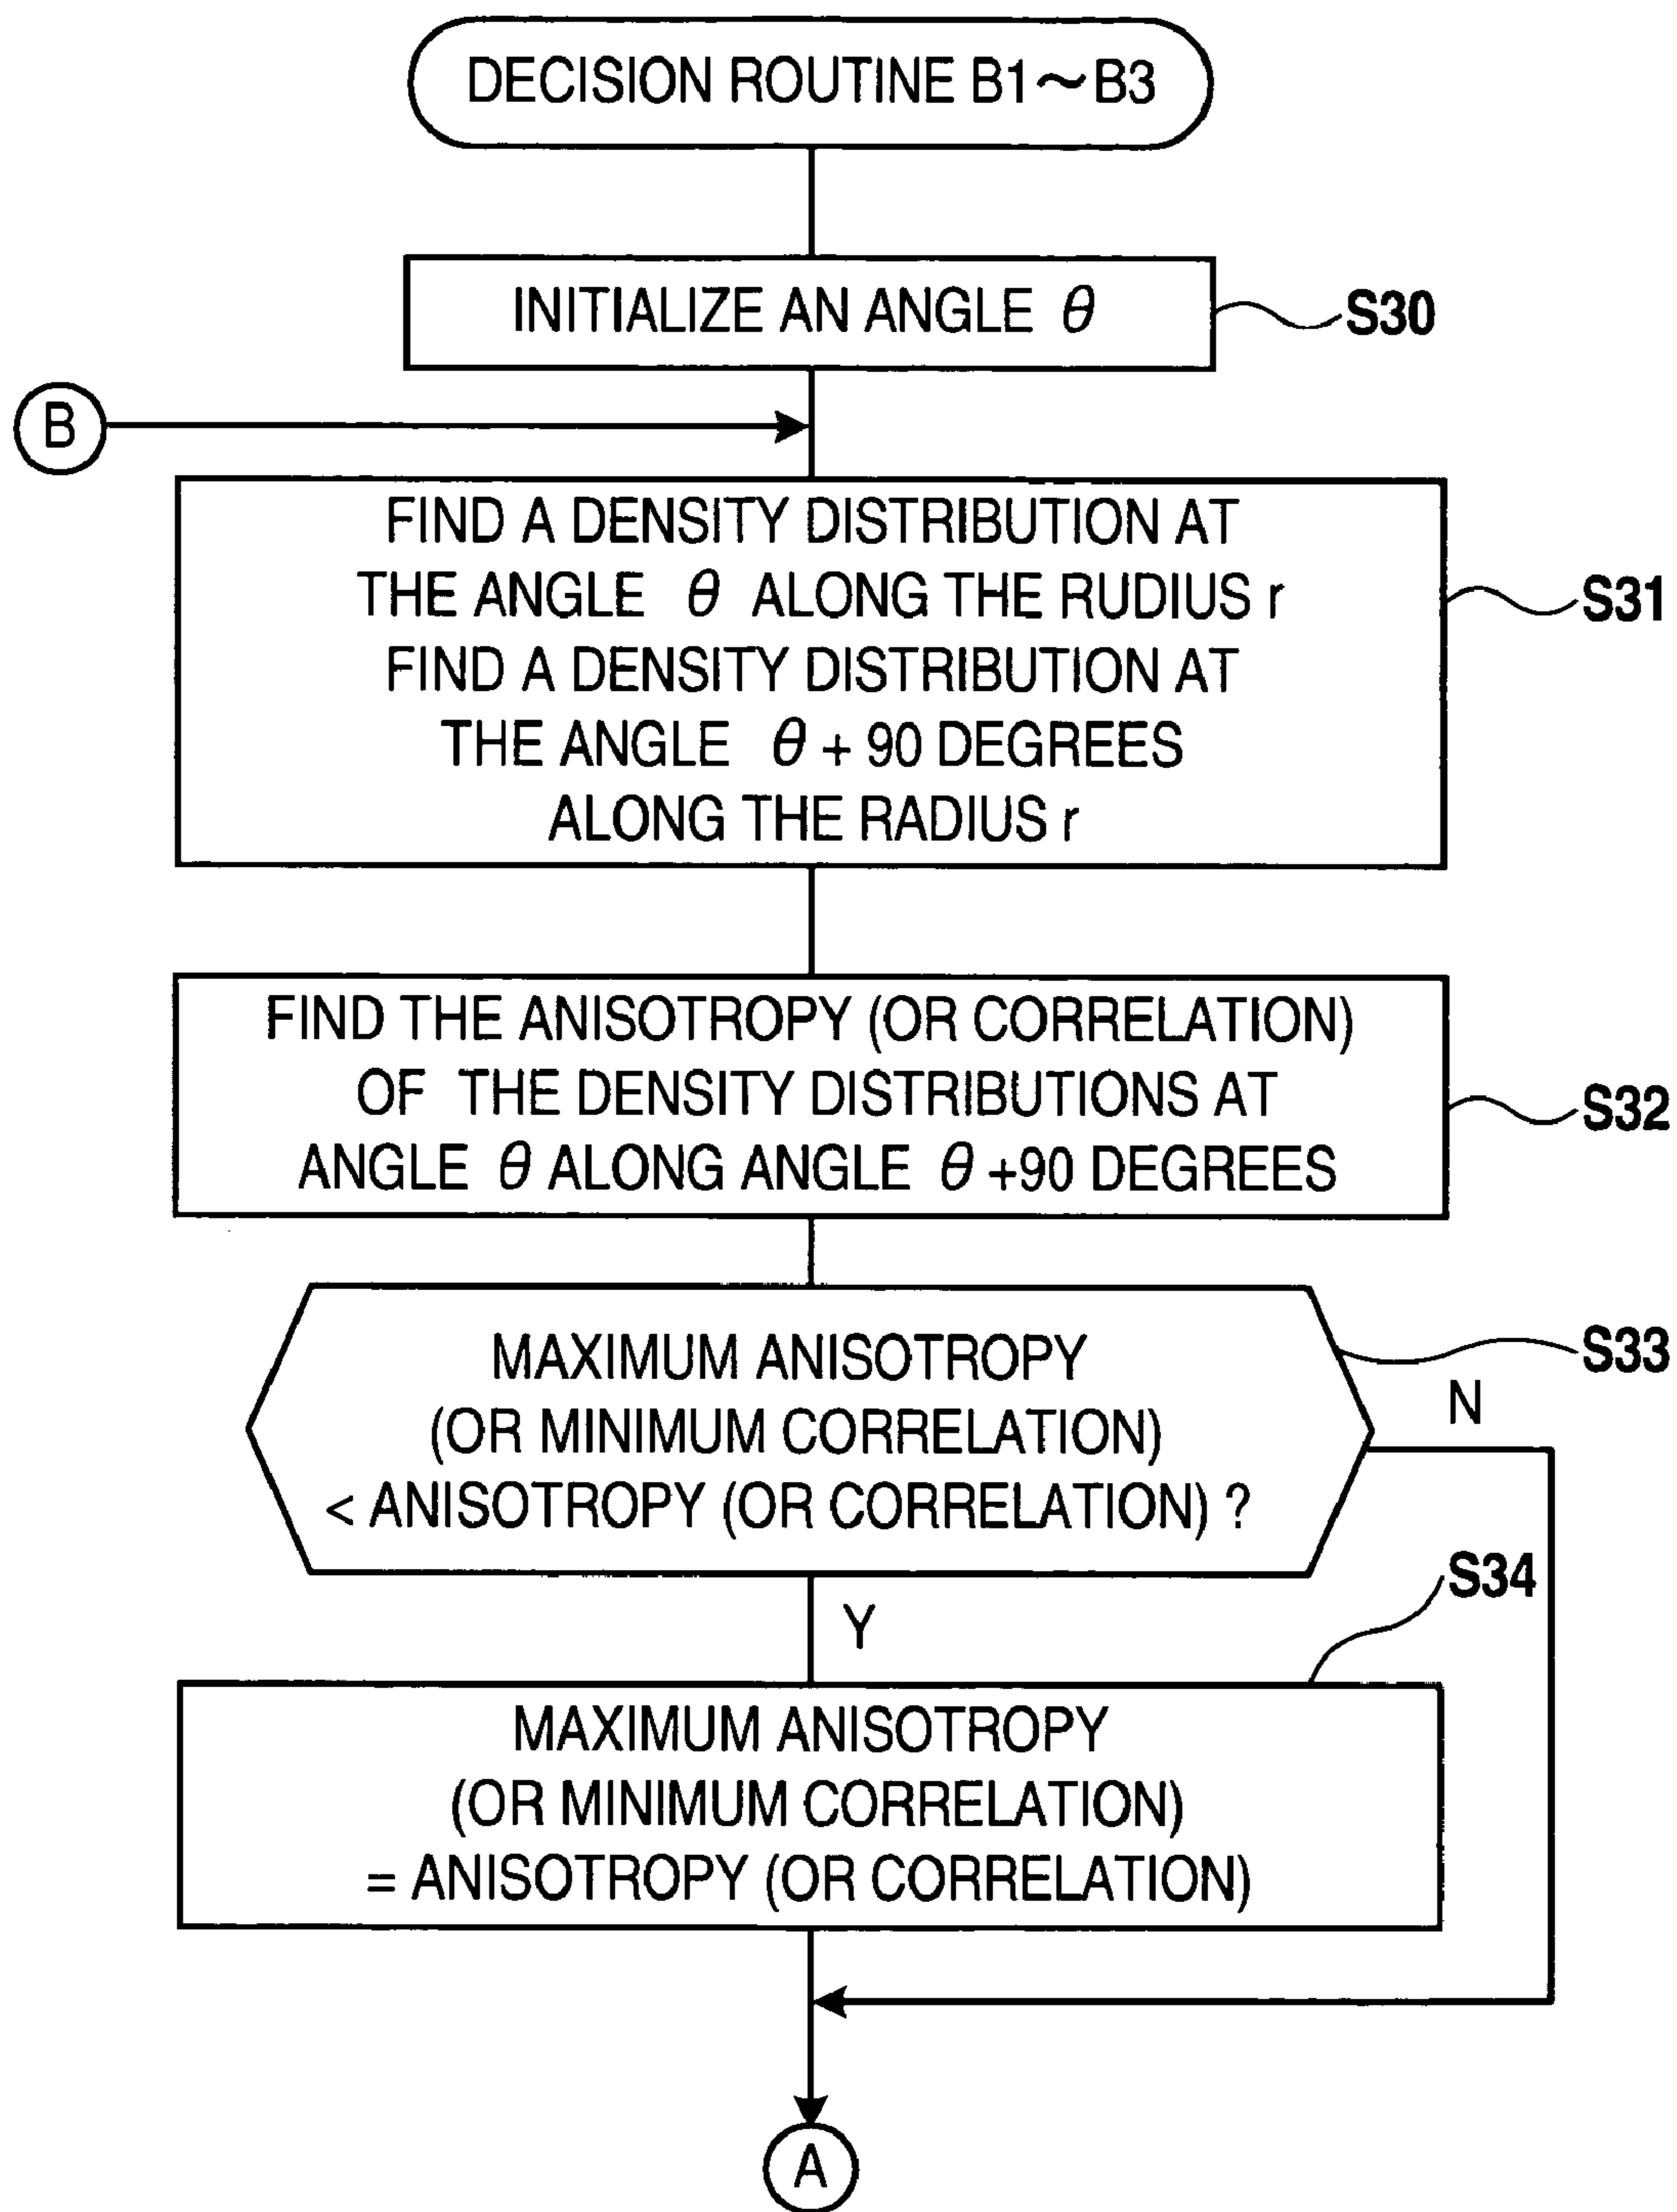 DECISION ROUTINE B1~B3
INITIALIZE AN ANGLE θ
S30
B
FIND A DENSITY DISTRIBUTION AT
THE ANGLE θ ALONG THE RUDIUS r
FIND A DENSITY DISTRIBUTION AT
THE ANGLE θ + 90 DEGREES
ALONG THE RADIUS r
S31
FIND THE ANISOTROPY (OR CORRELATION)
OF THE DENSITY DISTRIBUTIONS AT
ANGLE θ ALONG ANGLE θ +90 DEGREES
S32
MAXIMUM ANISOTROPY
(OR MINIMUM CORRELATION)
< ANISOTROPY (OR CORRELATION) ?
S33
N
Y
S34
MAXIMUM ANISOTROPY
(OR MINIMUM CORRELATION)
= ANISOTROPY (OR CORRELATION)
A